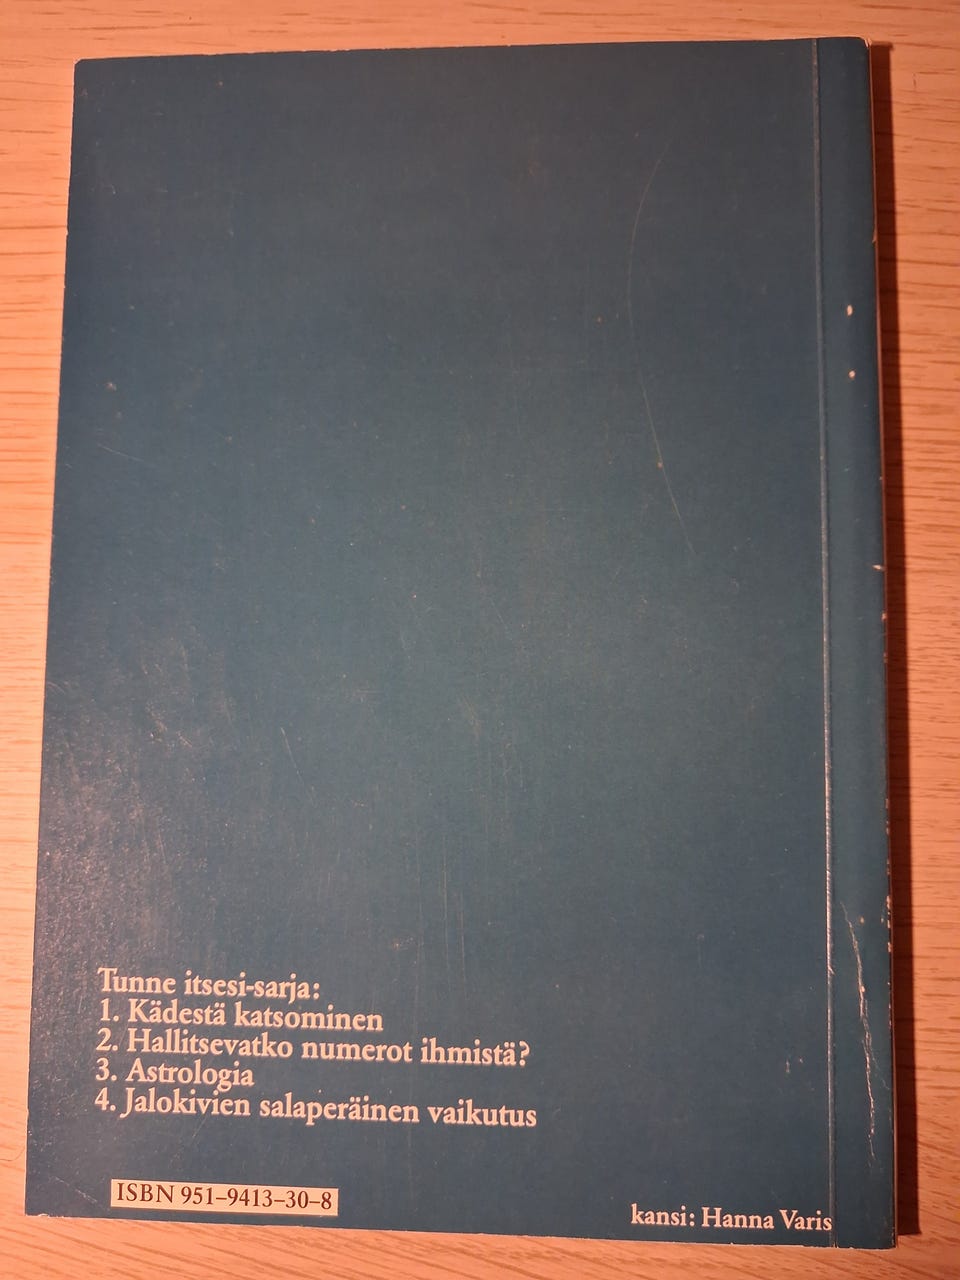 Tunne itsesi-sarja:
1. Kädestä katsominen
2. Hallitsevatko numerot ihmistä?
3. Astrologia
4. Jalokivien salaperäinen vaikutus
ISBN 951–9413–30–8
kansi: Hanna Varis